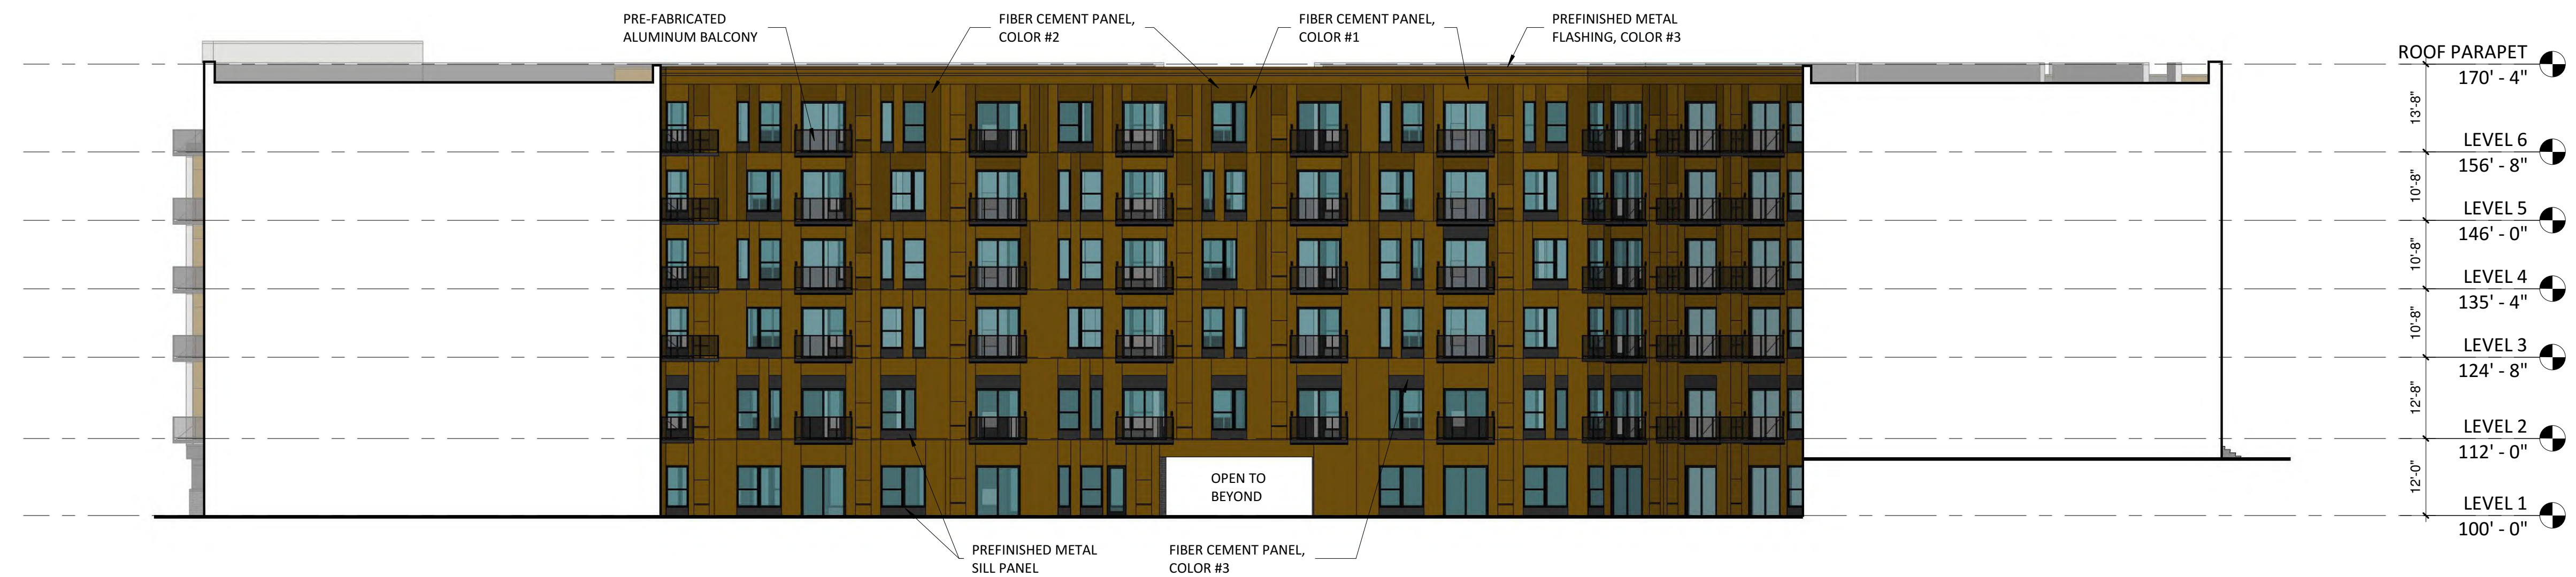 PRE-FABRICATED
ALUMINUM BALCONY
FIBER CEMENT PANEL,
COLOR #2
FIBER CEMENT PANEL,
COLOR #1
PREFINISHED METAL
FLASHING, COLOR #3
ROOF PARAPET
170' - 4"
13'-8"
LEVEL 6
156' - 8"
10'-8"
LEVEL 5
146' - 0"
10'-8"
LEVEL 4
135' - 4"
10'-8"
LEVEL 3
124' - 8"
12'-8"
LEVEL 2
112' - 0"
12'-0"
LEVEL 1
100' - 0"
OPEN TO
BEYOND
PREFINISHED METAL
SILL PANEL
FIBER CEMENT PANEL,
COLOR #3